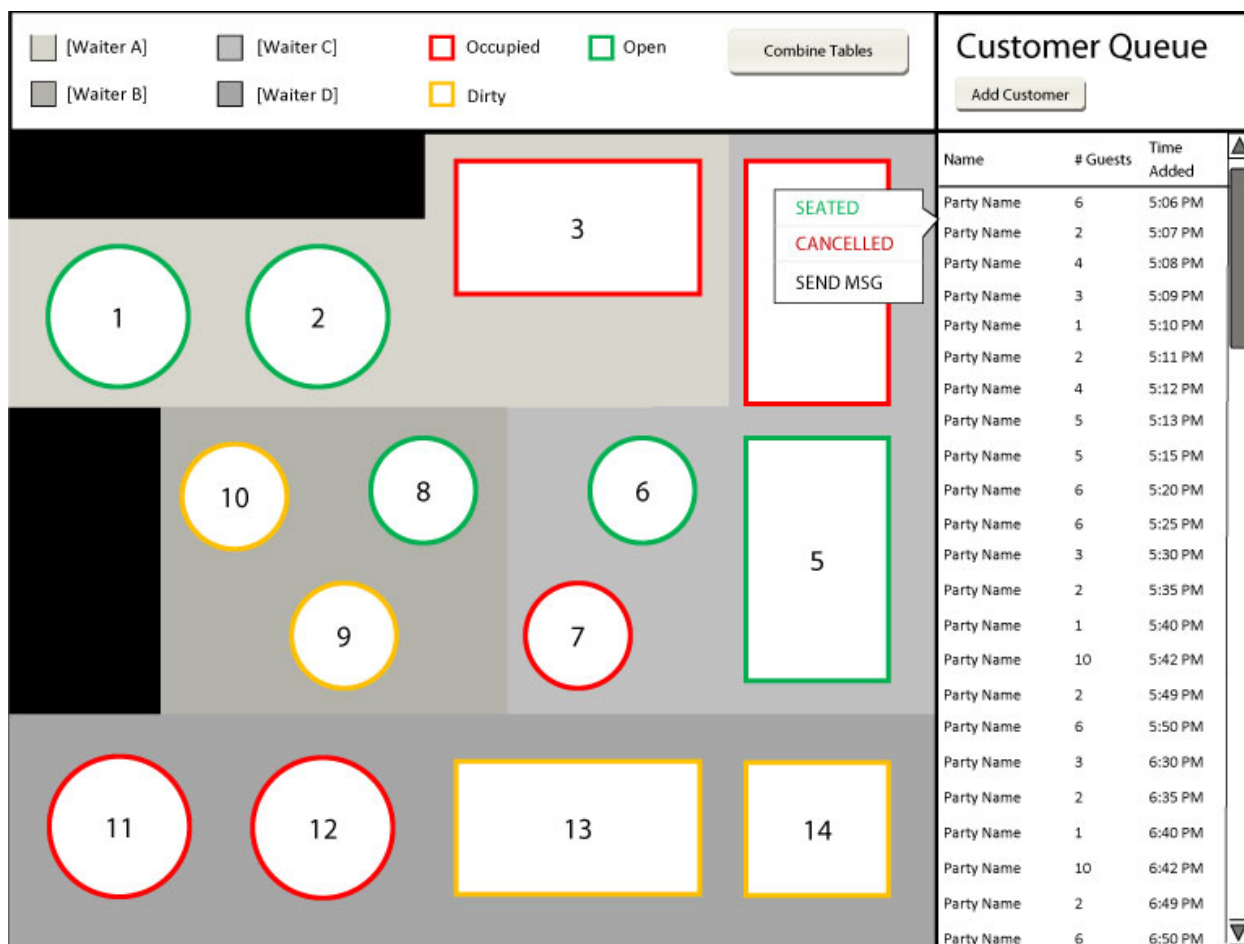 [Waiter A] [Waiter C] Occupied Open Combine Tables
[Waiter B] [Waiter D] Dirty
1
2
3
SEATED
CANCELLED
SEND MSG
10
8
6
5
9
7
11
12
13
14
Customer Queue
Add Customer
Name # Guests Time Added
Party Name 6 5:06 PM
Party Name 2 5:07 PM
Party Name 4 5:08 PM
Party Name 3 5:09 PM
Party Name 1 5:10 PM
Party Name 2 5:11 PM
Party Name 4 5:12 PM
Party Name 5 5:13 PM
Party Name 5 5:15 PM
Party Name 6 5:20 PM
Party Name 6 5:25 PM
Party Name 3 5:30 PM
Party Name 2 5:35 PM
Party Name 1 5:40 PM
Party Name 10 5:42 PM
Party Name 2 5:49 PM
Party Name 6 5:50 PM
Party Name 3 6:30 PM
Party Name 2 6:35 PM
Party Name 1 6:40 PM
Party Name 10 6:42 PM
Party Name 2 6:49 PM
Party Name 6 6:50 PM